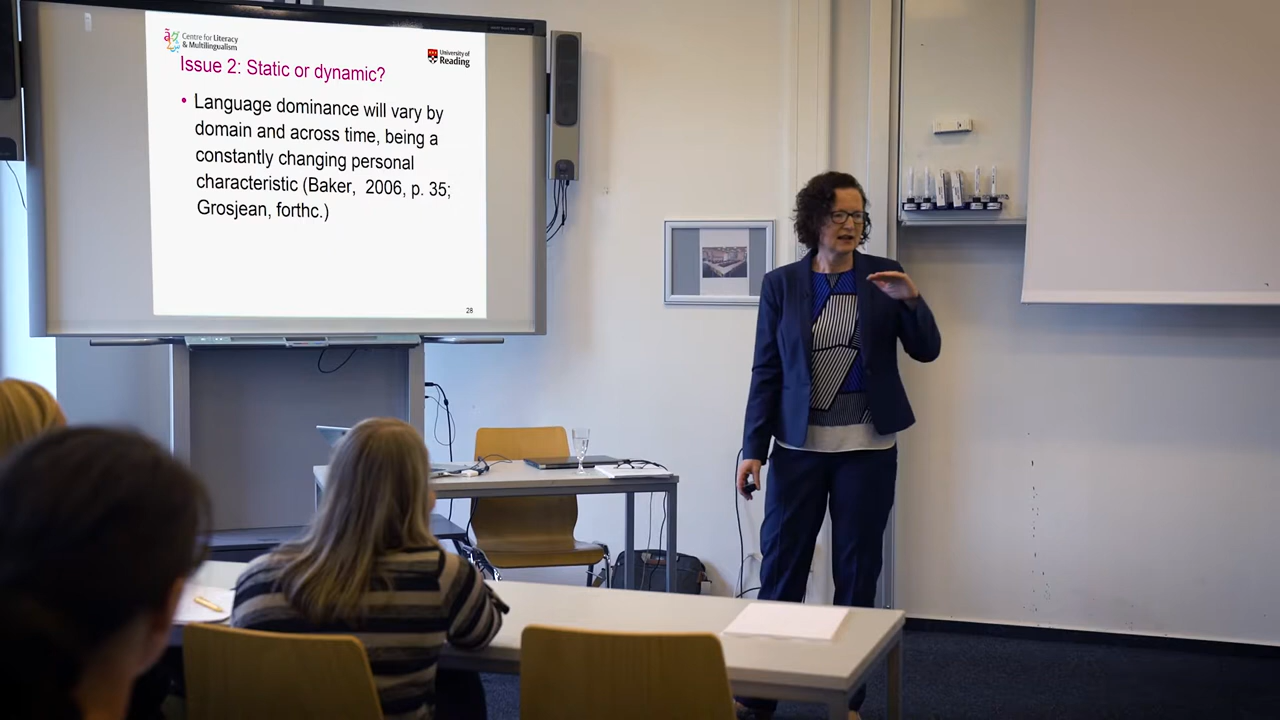 Centre for Literacy
& Multilingualism
University of
Reading
Issue 2: Static or dynamic?
• Language dominance will vary by
domain and across time, being a
constantly changing personal
characteristic (Baker, 2006, p. 35;
Grosjean, forthc.)
28